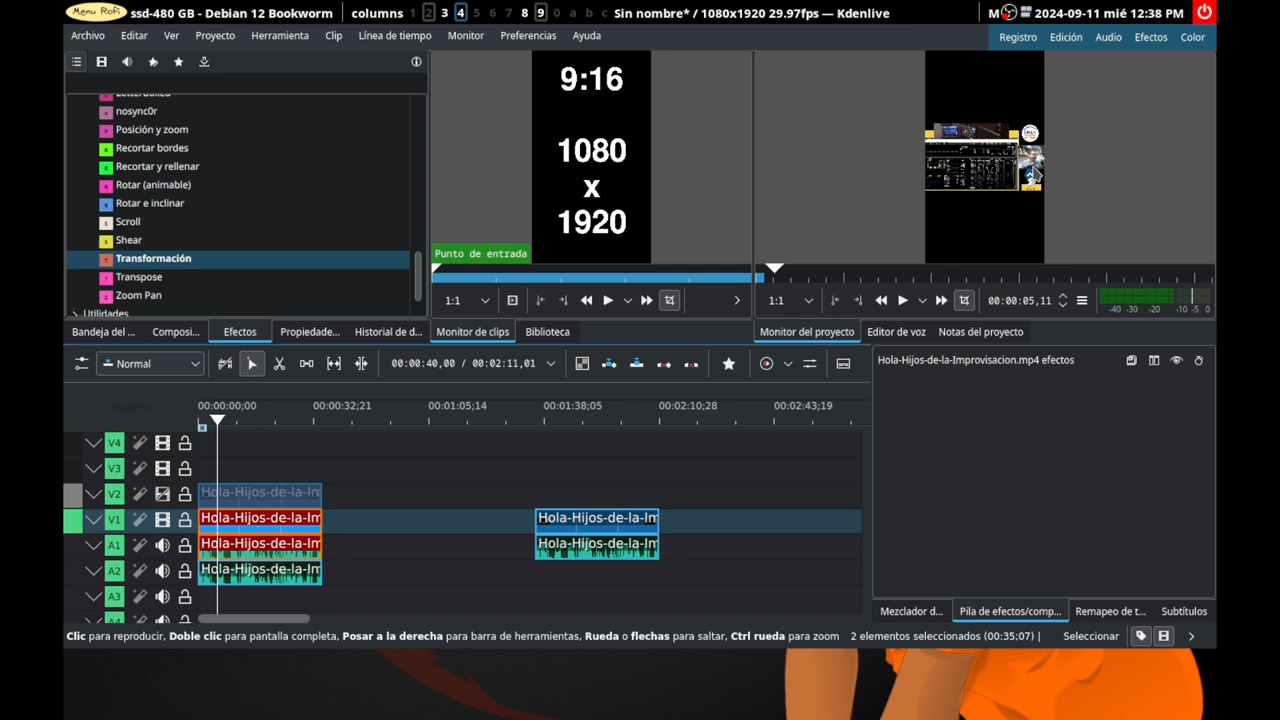 Menu Rofi
ssd-480 GB - Debian 12 Bookworm
columns 1 2 3 4 5 6 7 8 9 0 a b c
Sin nombre* / 1080x1920 29.97fps — Kdenlive
M
2024-09-11 mié 12:38 PM
Archivo Editar Ver Proyecto Herramienta Clip Línea de tiempo Monitor Preferencias Ayuda
Registro Edición Audio Efectos Color
nosync0r
Posición y zoom
Recortar bordes
Recortar y rellenar
Rotar (animable)
Rotar e inclinar
Scroll
Shear
Transformación
Transpose
Zoom Pan
Utilidades
9:16
1080
x
1920
Punto de entrada
1:1
1:1
00:00:05,11
-40 -30 -20 -10 -5 0
Bandeja del ... Composi... Efectos Propiedade... Historial de d...
Monitor de clips Biblioteca
Monitor del proyecto Editor de voz Notas del proyecto
Normal
00:00:40,00 / 00:02:11,01
Hola-Hijos-de-la-Improvisacion.mp4 efectos
00:00:00;00 00:00:32;21 00:01:05;14 00:01:38;05 00:02:10;28 00:02:43;19
V4
V3
V2 Hola-Hijos-de-la-Im
V1 Hola-Hijos-de-la-Im Hola-Hijos-de-la-Im
A1 Hola-Hijos-de-la-Im Hola-Hijos-de-la-Im
A2 Hola-Hijos-de-la-Im
A3
A4
Mezclador d... Pila de efectos/comp... Remapeo de t... Subtítulos
Clic para reproducir, Doble clic para pantalla completa, Posar a la derecha para barra de herramientas, Rueda o flechas para saltar, Ctrl rueda para zoom
2 elementos seleccionados (00:35;07) |
Seleccionar